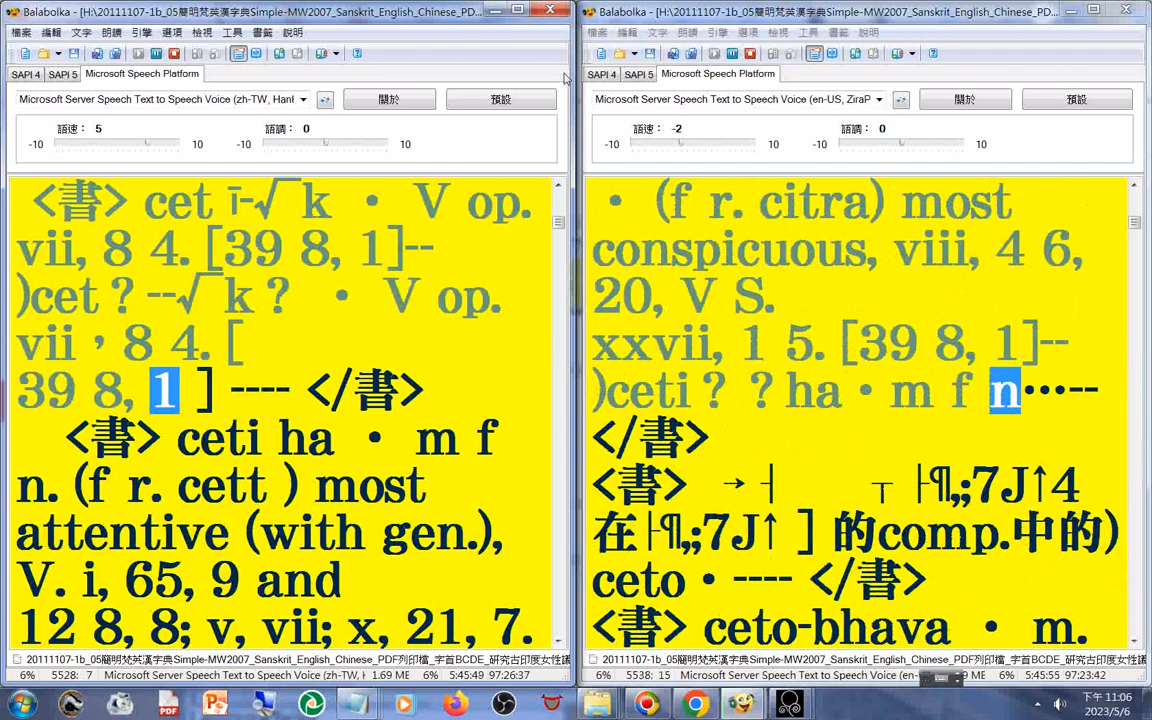 Balabolka - [H:\20111107-1b_05簡明梵英漢字典Simple-MW2007_Sanskrit_English_Chinese_PD...
檔案 編輯 文字 朗讀 引擎 選項 檢視 工具 書籤 說明
SAPI 4 SAPI 5 Microsoft Speech Platform
Microsoft Server Speech Text to Speech Voice (zh-TW, HanH 關於 預設
語速： 5 語調： 0
-10 10 -10 10
<書> cet ī-√ k • V op.
vii, 8 4. [39 8, 1]--
)cet ? --√ k ? • V op.
vii，8 4. [
39 8, 1 ] ---- </書>
<書> ceti ha • m f
n. (f r. cett ) most
attentive (with gen.),
V. i, 65, 9 and
12 8, 8; v, vii; x, 21, 7.
20111107-1b_05簡明梵英漢字典Simple-MW2007_Sanskrit_English_Chinese_PDF列印檔_字首BCDE_研究古印度女性議
6% 5528: 7 Microsoft Server Speech Text to Speech Voice (zh-TW, H 1.69 ME 6% 5:45:49 97:26:37
Balabolka - [H:\20111107-1b_05簡明梵英漢字典Simple-MW2007_Sanskrit_English_Chinese_PD...
檔案 編輯 文字 朗讀 引擎 選項 檢視 工具 書籤 說明
SAPI 4 SAPI 5 Microsoft Speech Platform
Microsoft Server Speech Text to Speech Voice (en-US, ZiraP 關於 預設
語速： -2 語調： 0
-10 10 -10 10
• (f r. citra) most
conspicuous, viii, 4 6,
20, V S.
xxvii, 1 5. [39 8, 1]--
)ceti ? ? ha • m f n…--
</書>
<書> →┤ ┬ ├¶„;7J↑4
在├¶„;7J↑ ] 的comp.中的)
ceto • ---- </書>
<書> ceto-bhava • m.
20111107-1b_05簡明梵英漢字典Simple-MW2007_Sanskrit_English_Chinese_PDF列印檔_字首BCDE_研究古印度女性議
6% 5538: 15 Microsoft Server Speech Text to Speech Voice (en-US, ME 6% 5:45:55 97:23:42
下午 11:06
2023/5/6